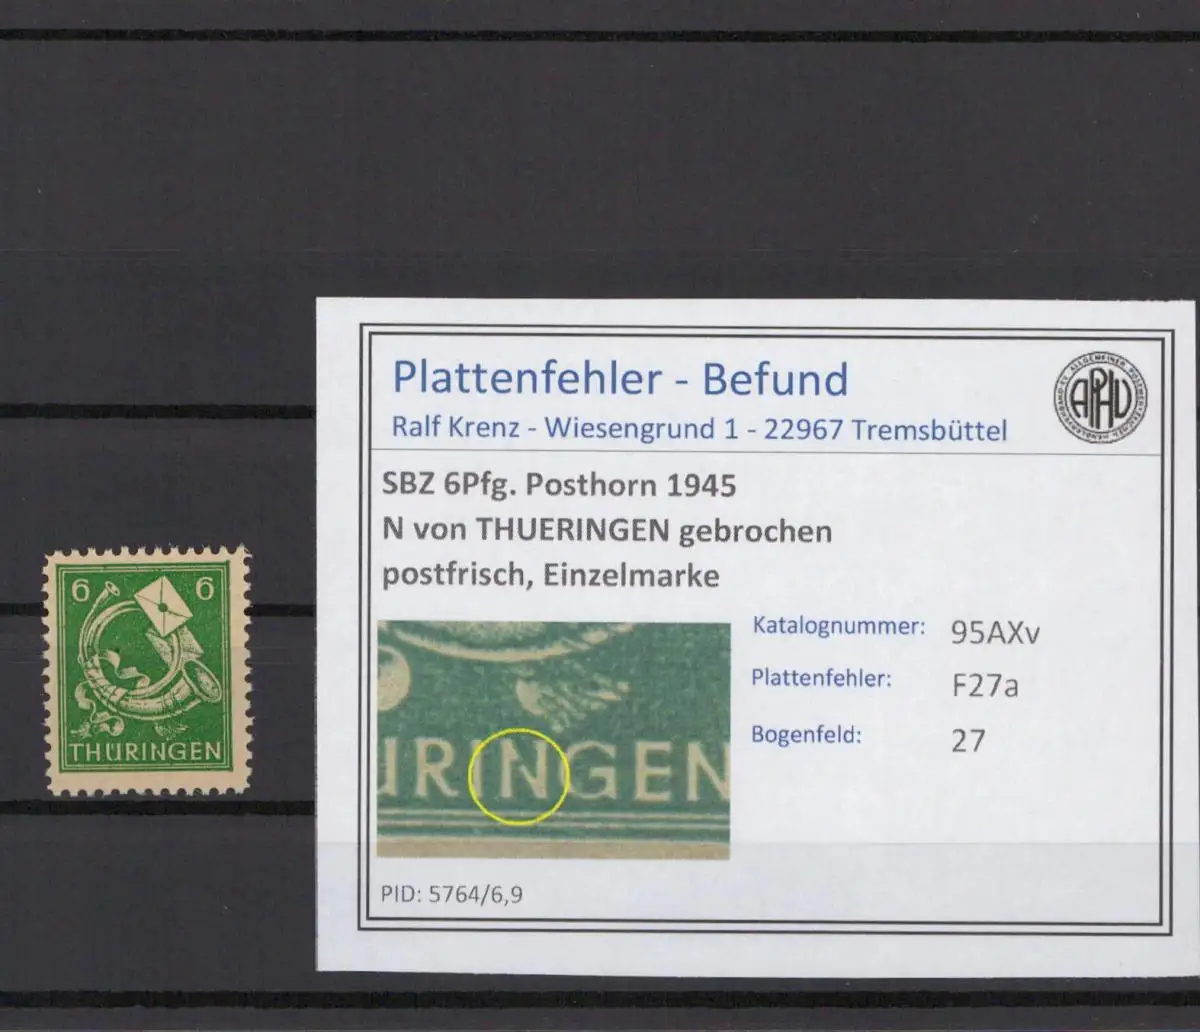 6 6
THÜRINGEN
Plattenfehler - Befund
Ralf Krenz - Wiesengrund 1 - 22967 Tremsbüttel
APHV
SBZ 6Pfg. Posthorn 1945
N von THUERINGEN gebrochen
postfrisch, Einzelmarke
Katalognummer: 95AXv
Plattenfehler: F27a
Bogenfeld: 27
ÜRINGEN
PID: 5764/6,9